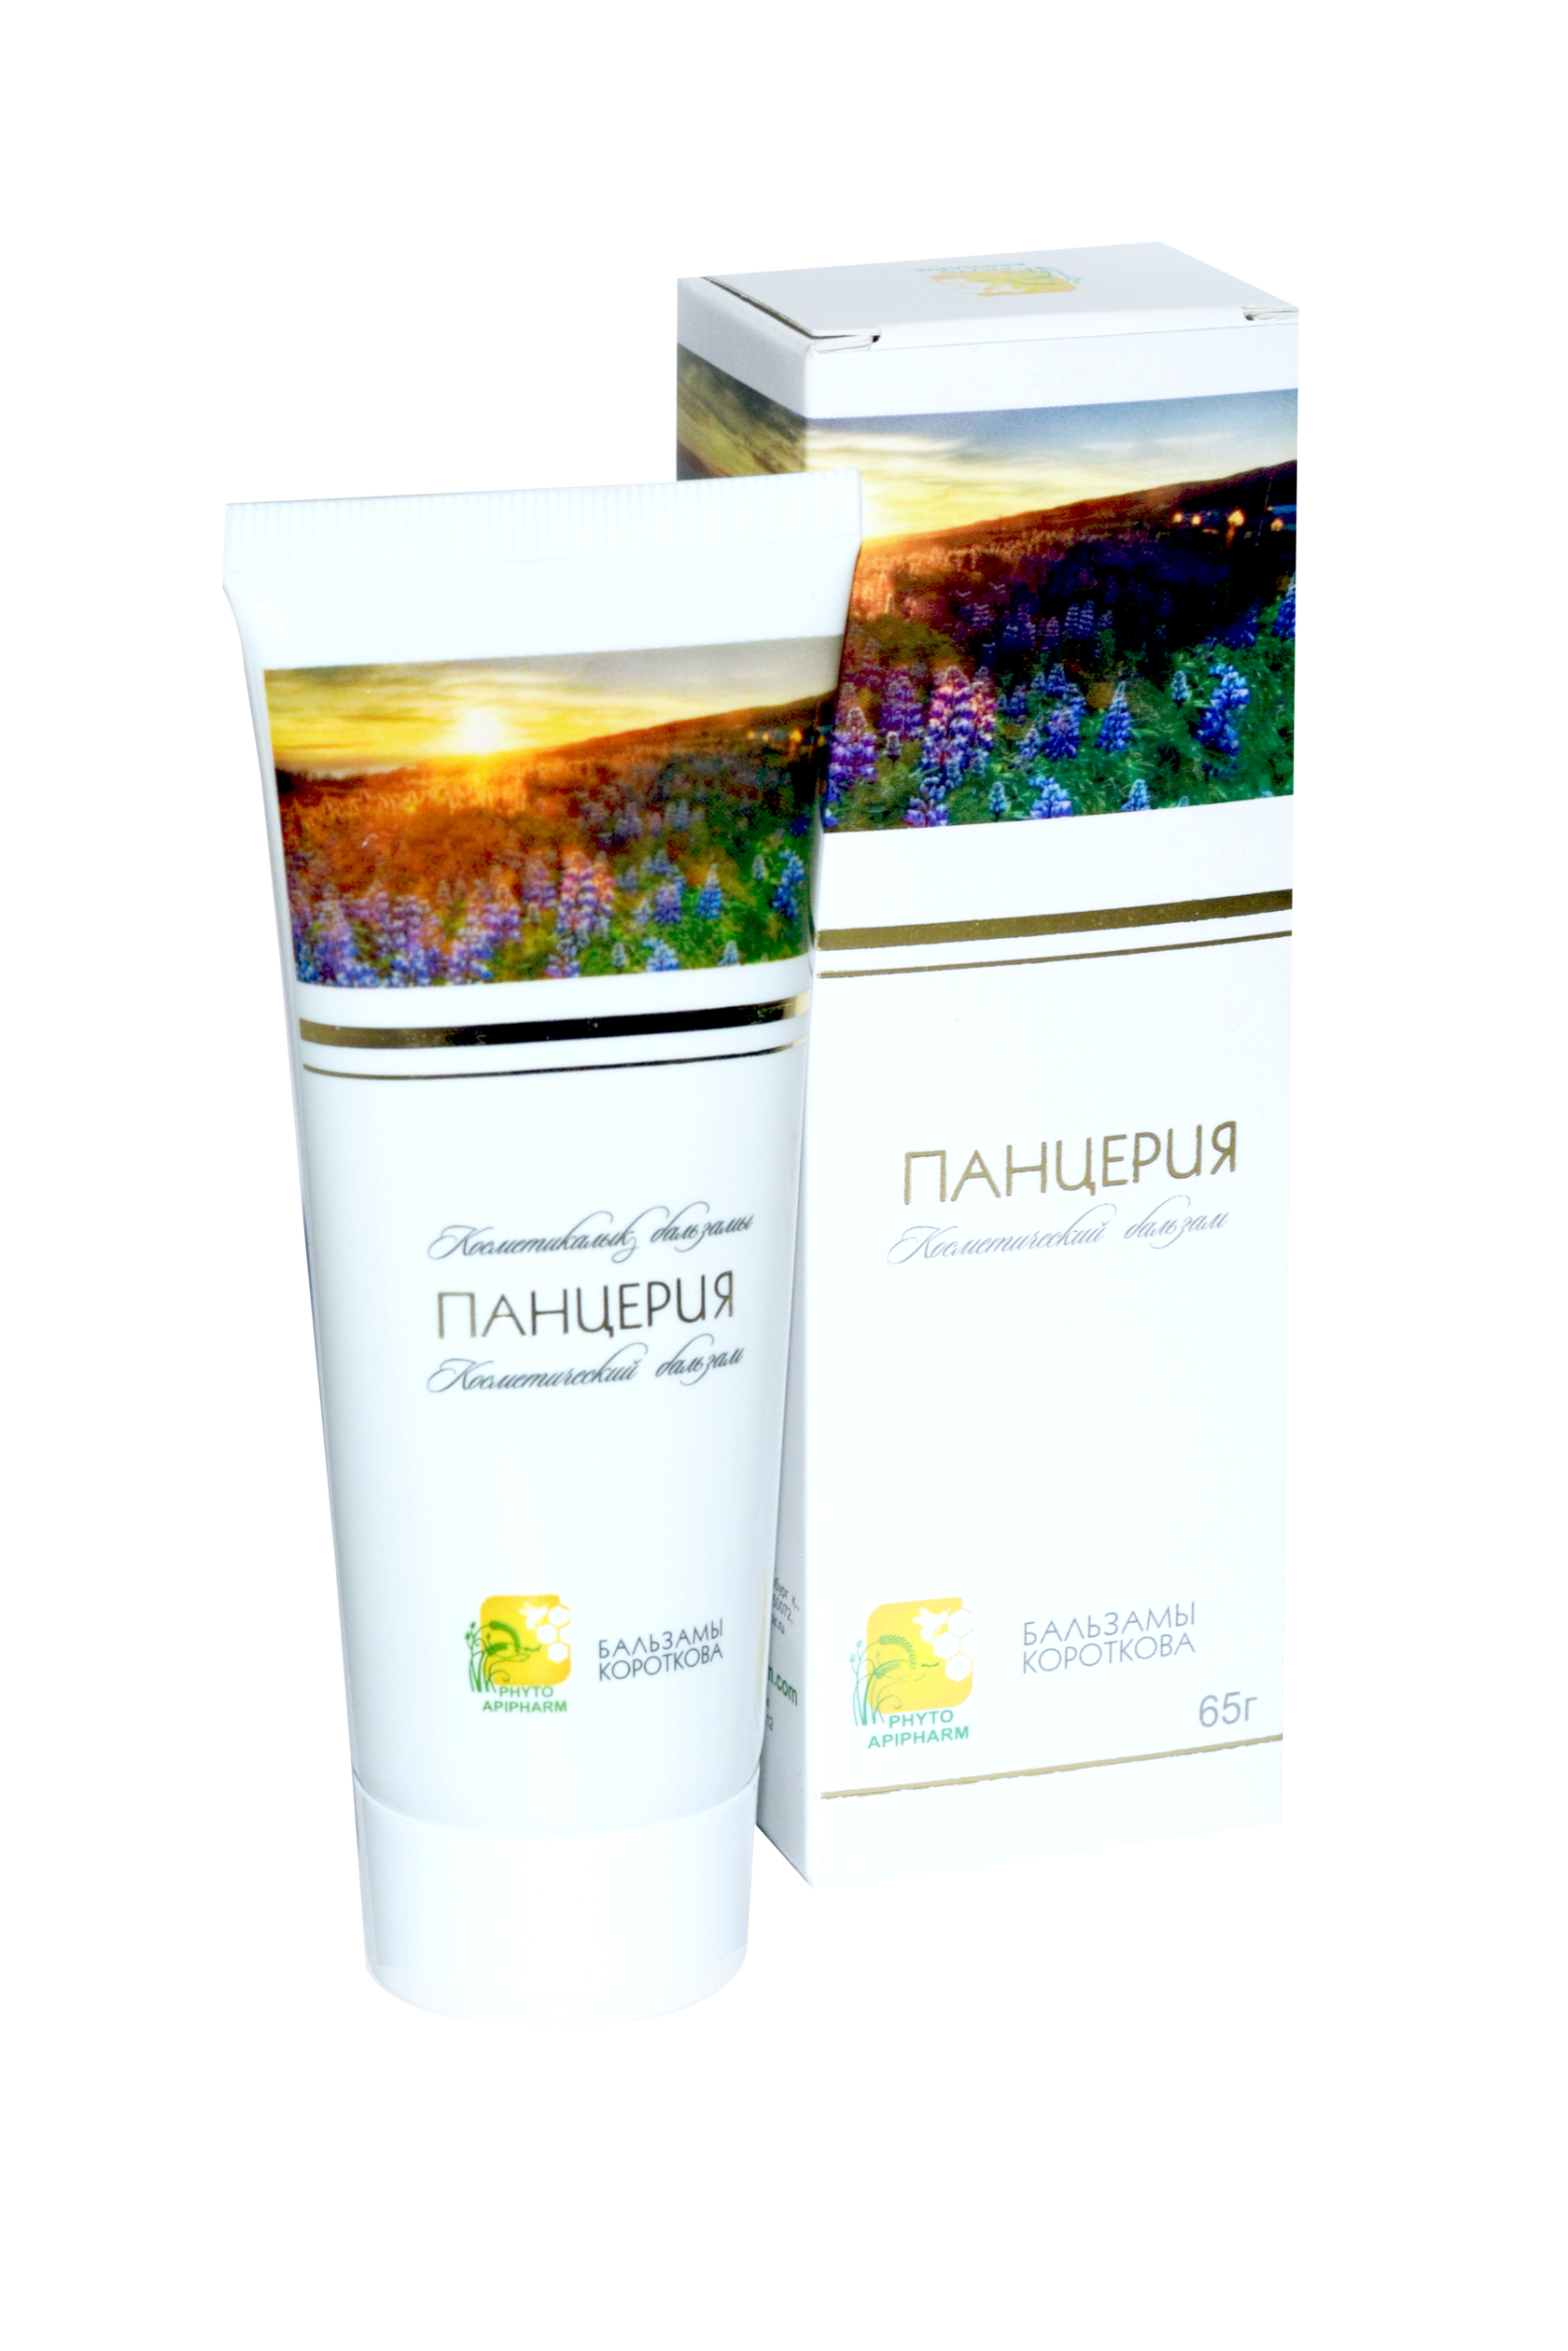 Косметикалық бальзамы
ПАНЦЕРИЯ
Косметический бальзам
PHYTO
APIPHARM
БАЛЬЗАМЫ
КОРОТКОВА
ПАНЦЕРИЯ
Косметический бальзам
PHYTO
APIPHARM
БАЛЬЗАМЫ
КОРОТКОВА
65г